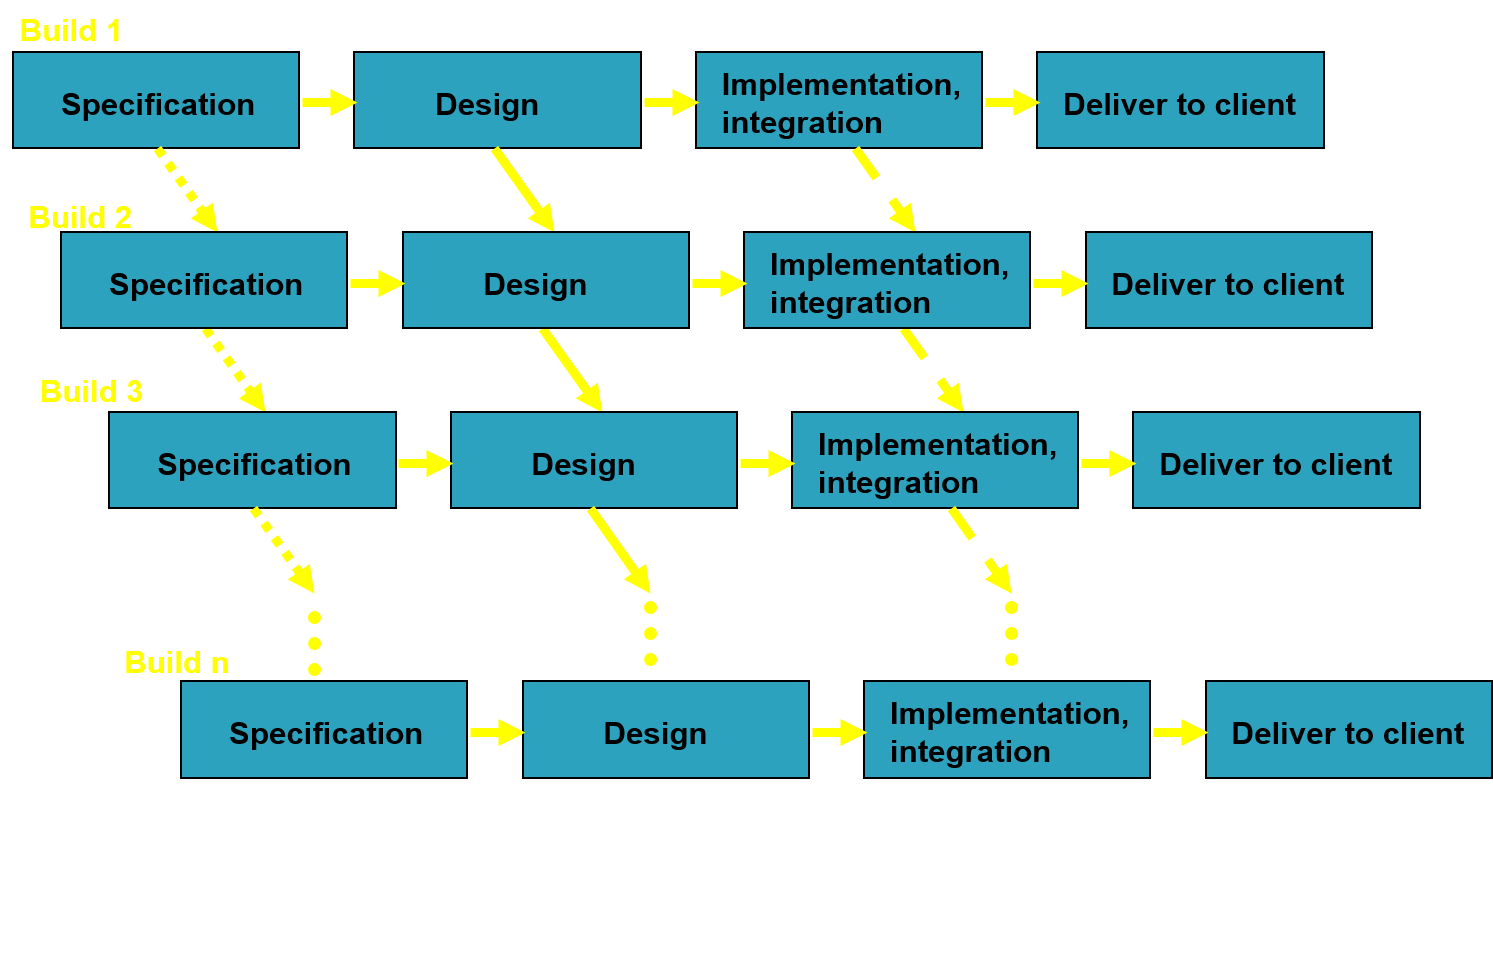 Build 1
Specification
Design
Implementation,
integration
Deliver to client
Build 2
Specification
Design
Implementation,
integration
Deliver to client
Build 3
Specification
Design
Implementation,
integration
Deliver to client
Build n
Specification
Design
Implementation,
integration
Deliver to client